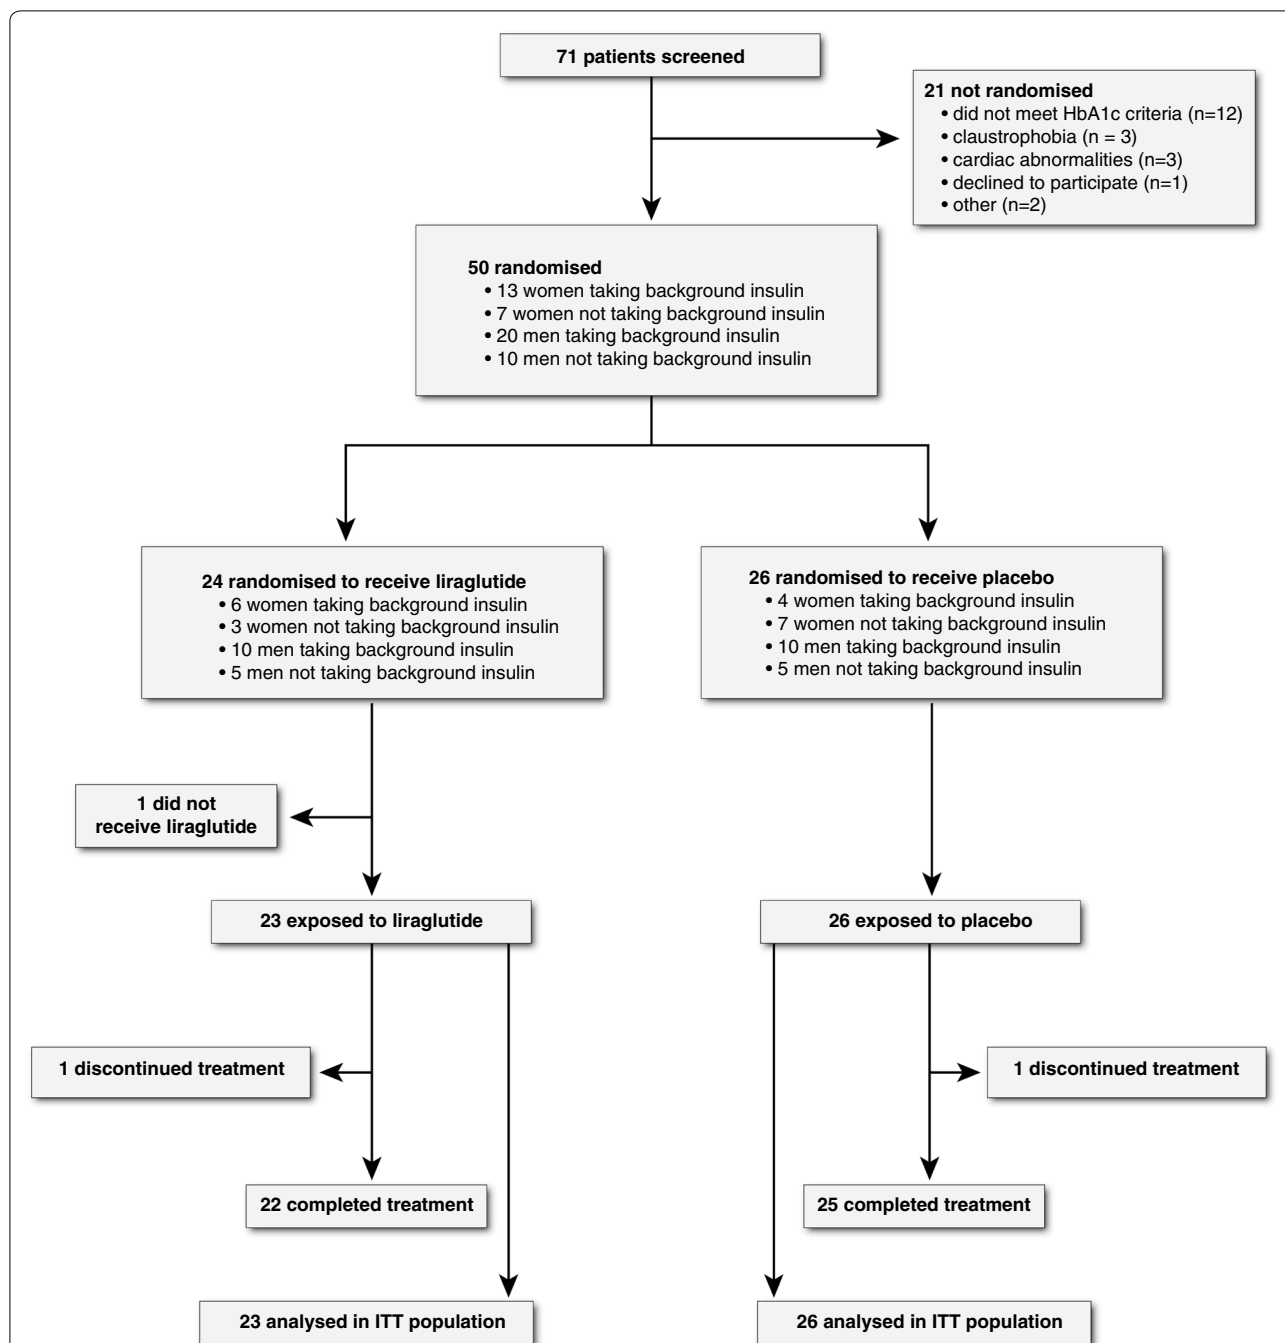 71 patients screened
21 not randomised
• did not meet HbA1c criteria (n=12)
• claustrophobia (n = 3)
• cardiac abnormalities (n=3)
• declined to participate (n=1)
• other (n=2)
50 randomised
• 13 women taking background insulin
• 7 women not taking background insulin
• 20 men taking background insulin
• 10 men not taking background insulin
24 randomised to receive liraglutide
• 6 women taking background insulin
• 3 women not taking background insulin
• 10 men taking background insulin
• 5 men not taking background insulin
26 randomised to receive placebo
• 4 women taking background insulin
• 7 women not taking background insulin
• 10 men taking background insulin
• 5 men not taking background insulin
1 did not
receive liraglutide
23 exposed to liraglutide
26 exposed to placebo
1 discontinued treatment
1 discontinued treatment
22 completed treatment
25 completed treatment
23 analysed in ITT population
26 analysed in ITT population